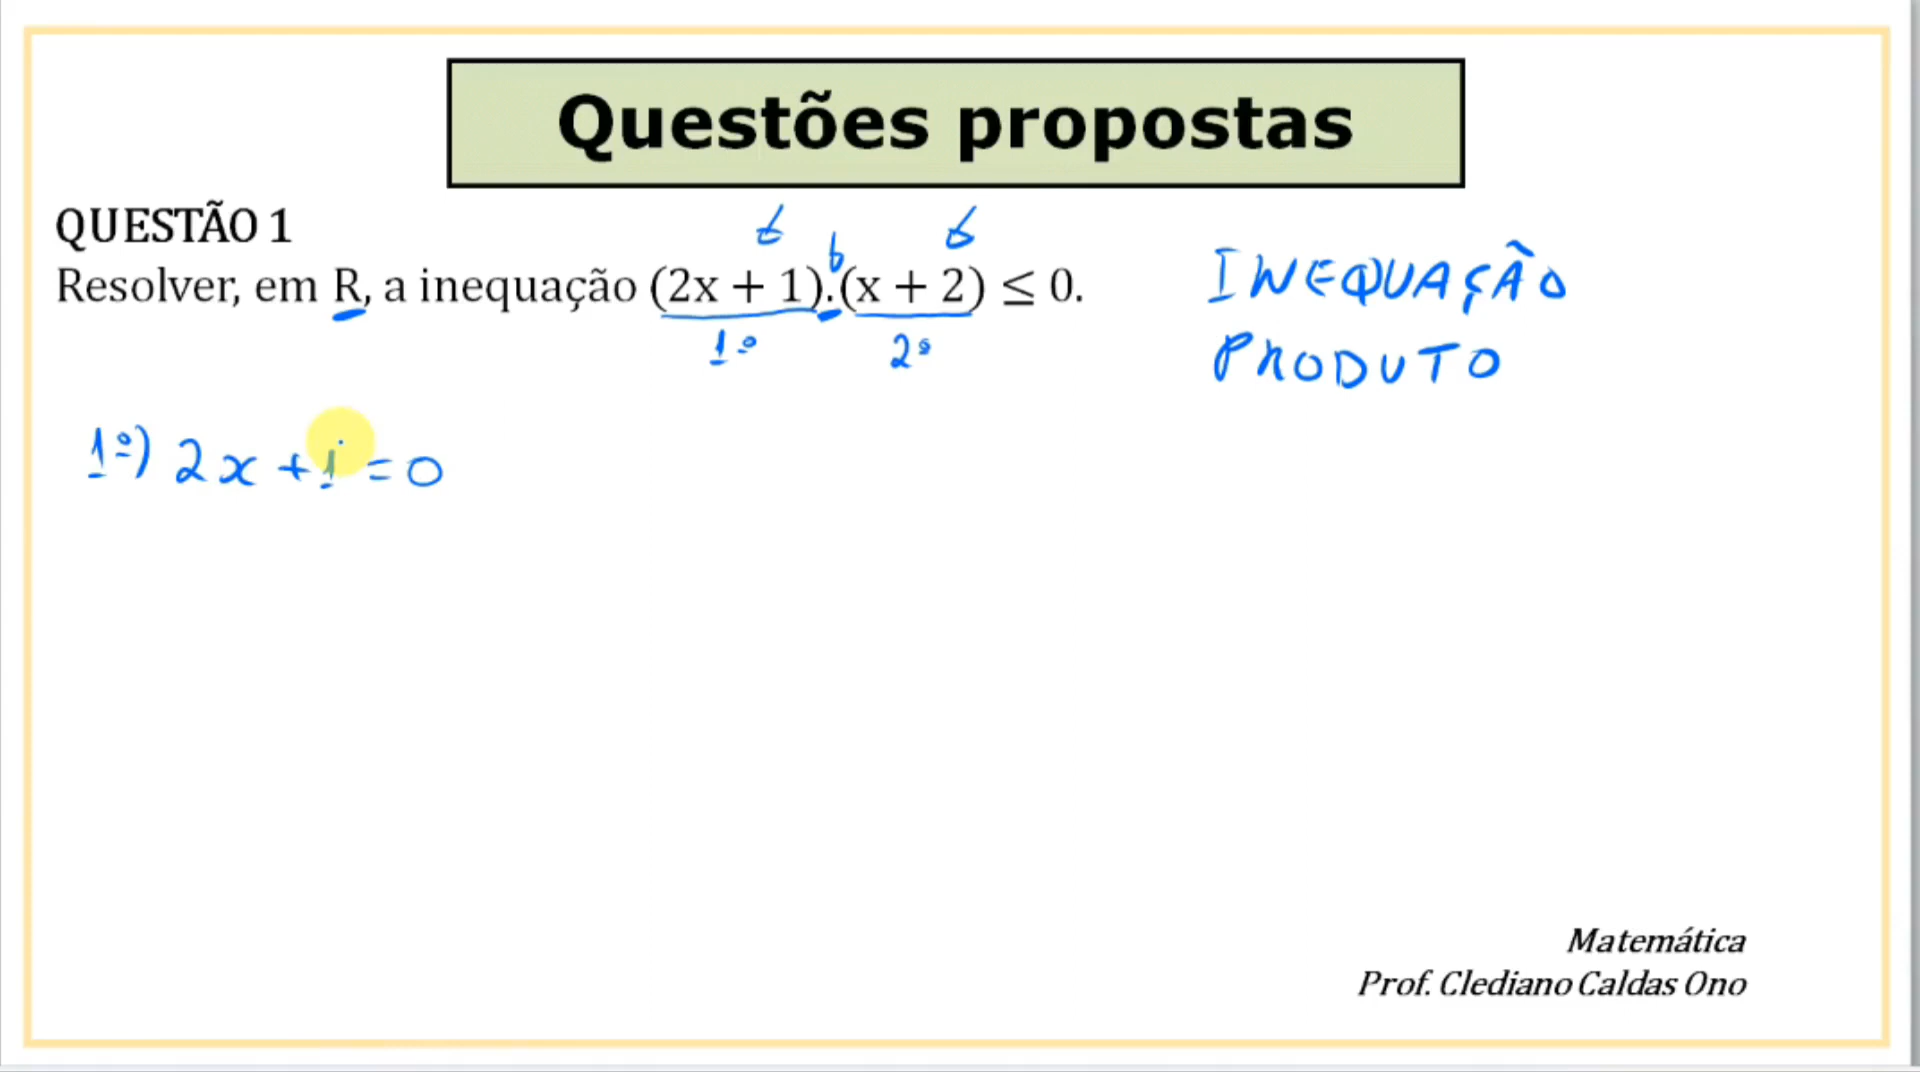 Questões propostas
QUESTÃO 1
Resolver, em R, a inequação (2x + 1).(x + 2) ≤ 0.
1º 2º
INEQUAÇÃO
PRODUTO
1º) 2x + 1 = 0
Matemática
Prof. Clediano Caldas Ono